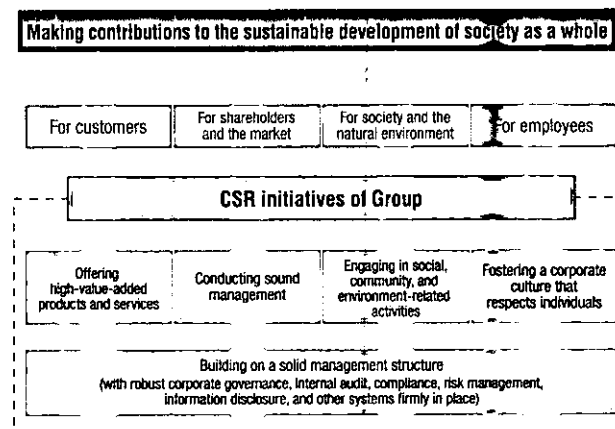 Making contributions to the sustainable development of society as a whole
For customers
For shareholders
and the market
For society and the
natural environment
For employees
CSR initiatives of Group
Offering
high-value-added
products and services
Conducting sound
management
Engaging in social,
community, and
environment-related
activities
Fostering a corporate
culture that
respects individuals
Building on a solid management structure
(with robust corporate governance, internal audit, compliance, risk management,
information disclosure, and other systems firmly in place)